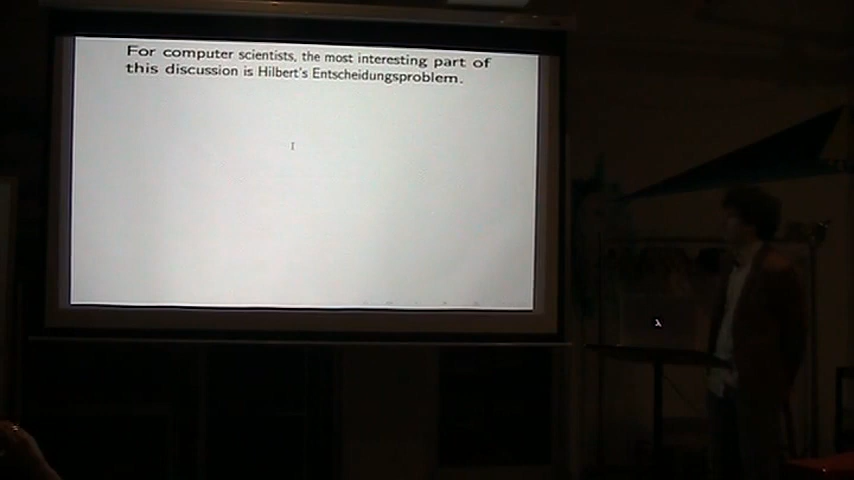 For computer scientists, the most interesting part of
this discussion is Hilbert's Entscheidungsproblem.
λ